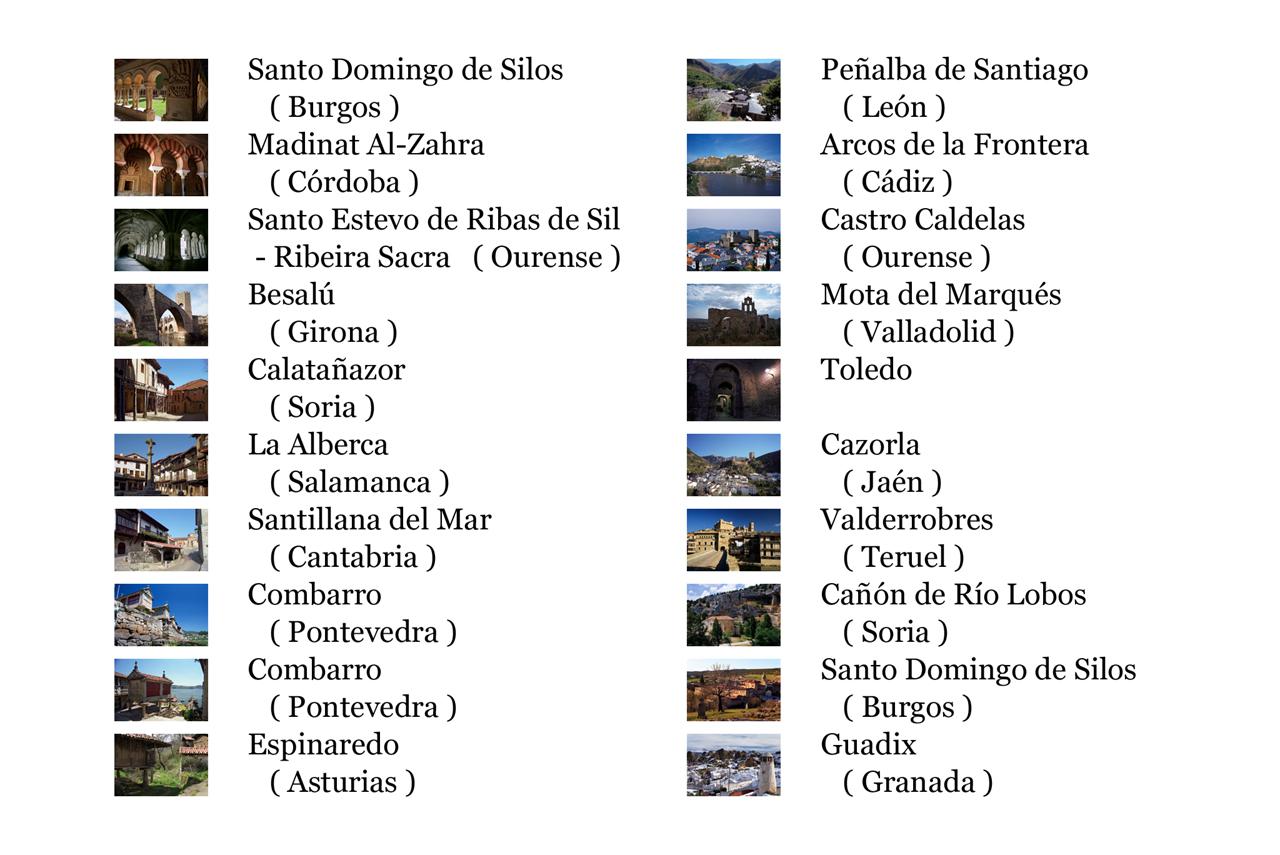 Santo Domingo de Silos
( Burgos )
Madinat Al-Zahra
( Córdoba )
Santo Estevo de Ribas de Sil
- Ribeira Sacra ( Ourense )
Besalú
( Girona )
Calatañazor
( Soria )
La Alberca
( Salamanca )
Santillana del Mar
( Cantabria )
Combarro
( Pontevedra )
Combarro
( Pontevedra )
Espinaredo
( Asturias )
Peñalba de Santiago
( León )
Arcos de la Frontera
( Cádiz )
Castro Caldelas
( Ourense )
Mota del Marqués
( Valladolid )
Toledo
Cazorla
( Jaén )
Valderrobres
( Teruel )
Cañón de Río Lobos
( Soria )
Santo Domingo de Silos
( Burgos )
Guadix
( Granada )